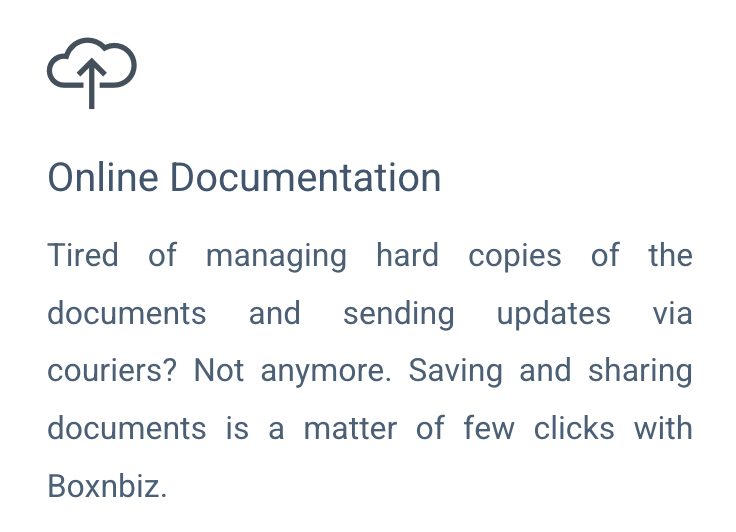 Online Documentation
Tired of managing hard copies of the
documents and sending updates via
couriers? Not anymore. Saving and sharing
documents is a matter of few clicks with
Boxnbiz.